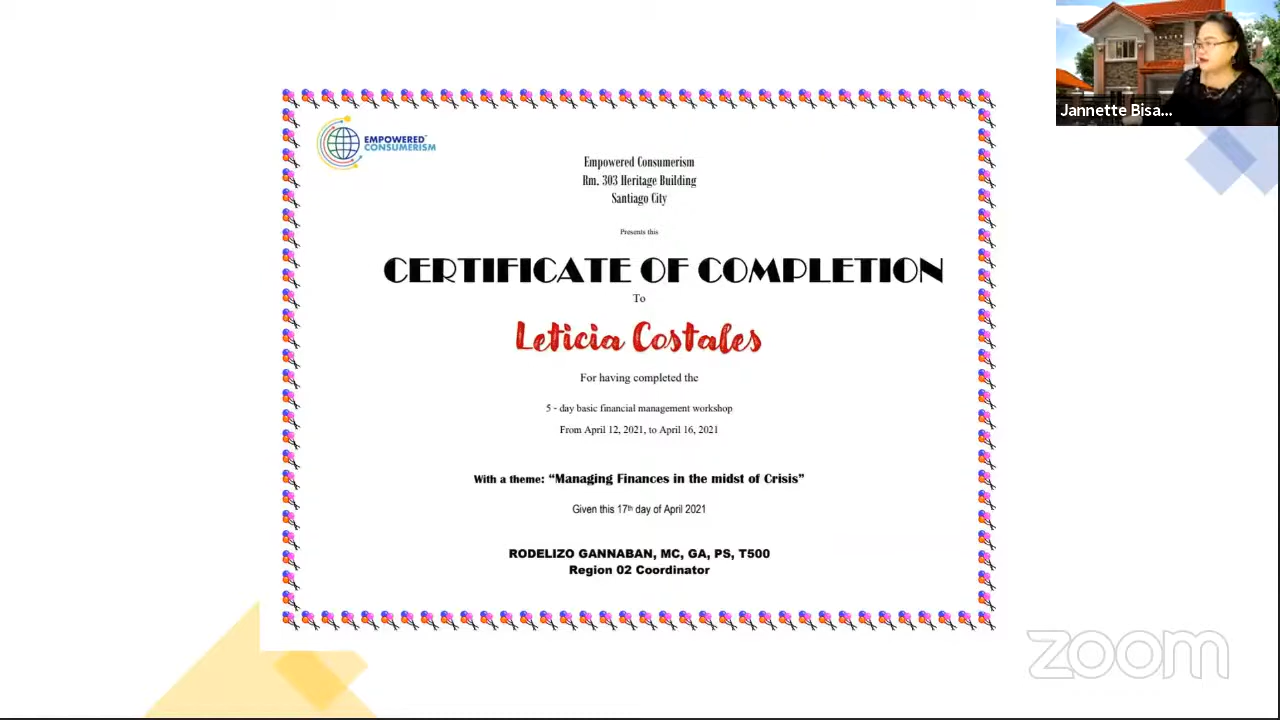 Jannette Bisa...
EMPOWERED™
CONSUMERISM
Empowered Consumerism
Rm. 303 Heritage Building
Santiago City
Presents this
CERTIFICATE OF COMPLETION
To
Leticia Costales
For having completed the
5 - day basic financial management workshop
From April 12, 2021, to April 16, 2021
With a theme: “Managing Finances in the midst of Crisis”
Given this 17th day of April 2021
RODELIZO GANNABAN, MC, GA, PS, T500
Region 02 Coordinator
zoom